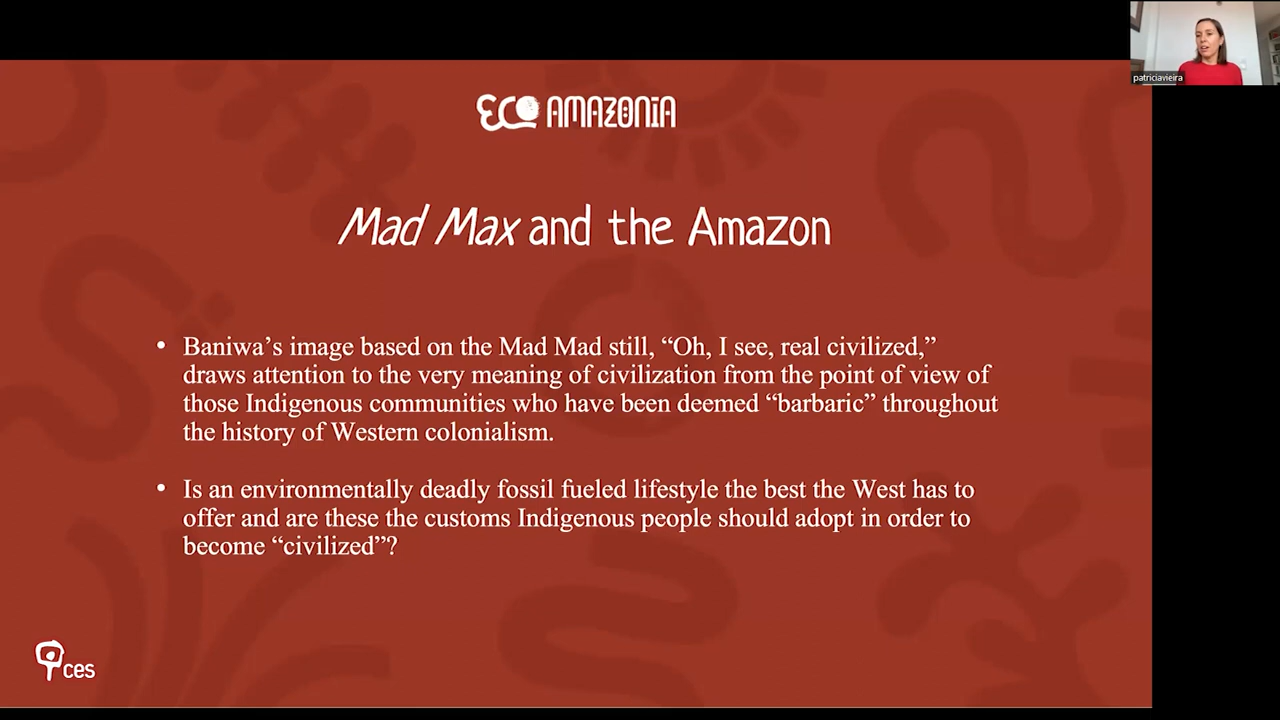 patriciavieira
ECO AMAZONIA
Mad Max and the Amazon
• Baniwa’s image based on the Mad Mad still, “Oh, I see, real civilized,”
draws attention to the very meaning of civilization from the point of view of
those Indigenous communities who have been deemed “barbaric” throughout
the history of Western colonialism.
• Is an environmentally deadly fossil fueled lifestyle the best the West has to
offer and are these the customs Indigenous people should adopt in order to
become “civilized”?
ces